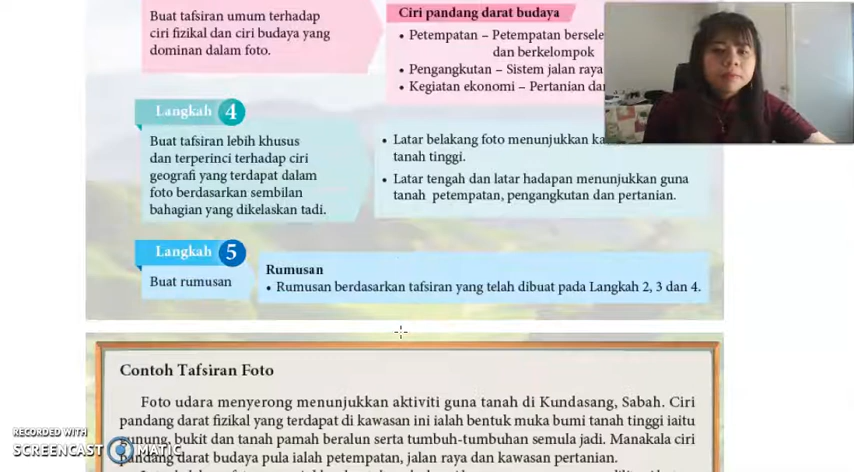 Buat tafsiran umum terhadap
ciri fizikal dan ciri budaya yang
dominan dalam foto.
Ciri pandang darat budaya
• Petempatan – Petempatan
dan berkelompok
• Pengangkutan – Sistem jalan raya
• Kegiatan ekonomi – Pertanian
Langkah 4
Buat tafsiran lebih khusus
dan terperinci terhadap ciri
geografi yang terdapat dalam
foto berdasarkan sembilan
bahagian yang dikelaskan tadi.
• Latar belakang foto menunjukkan
tanah tinggi.
• Latar tengah dan latar hadapan menunjukkan guna
tanah petempatan, pengangkutan dan pertanian.
Langkah 5
Buat rumusan
Rumusan
• Rumusan berdasarkan tafsiran yang telah dibuat pada Langkah 2, 3 dan 4.
Contoh Tafsiran Foto
Foto udara menyerong menunjukkan aktiviti guna tanah di Kundasang, Sabah. Ciri
pandang darat fizikal yang terdapat di kawasan ini ialah bentuk muka bumi tanah tinggi iaitu
gunung, bukit dan tanah pamah beralun serta tumbuh-tumbuhan semula jadi. Manakala ciri
pandang darat budaya pula ialah petempatan, jalan raya dan kawasan pertanian.
RECORDED WITH
SCREENCAST MATIC